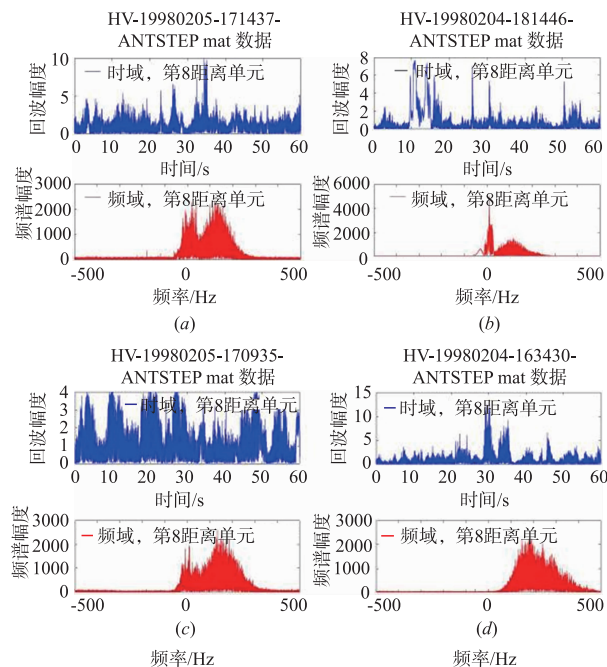 HV-19980205-171437-
ANTSTEP mat 数据
10
5
0
回波幅度
时域，第8距离单元
0 10 20 30 40 50 60
时间/s
3000
2000
1000
0
频谱幅度
频域，第8距离单元
-500 0 500
频率/Hz
(a)
HV-19980204-181446-
ANTSTEP mat 数据
8
6
4
2
0
回波幅度
时域，第8距离单元
0 10 20 30 40 50 60
时间/s
6000
4000
2000
0
频谱幅度
频域，第8距离单元
-500 0 500
频率/Hz
(b)
HV-19980205-170935-
ANTSTEP mat 数据
4
3
2
1
0
回波幅度
时域，第8距离单元
0 10 20 30 40 50 60
时间/s
3000
2000
1000
0
频谱幅度
频域，第8距离单元
-500 0 500
(c)
频率/Hz
HV-19980204-163430-
ANTSTEP mat 数据
15
10
5
0
回波幅度
时域，第8距离单元
0 10 20 30 40 50 60
时间/s
3000
2000
1000
0
频谱幅度
频域，第8距离单元
-500 0 500
(d)
频率/Hz